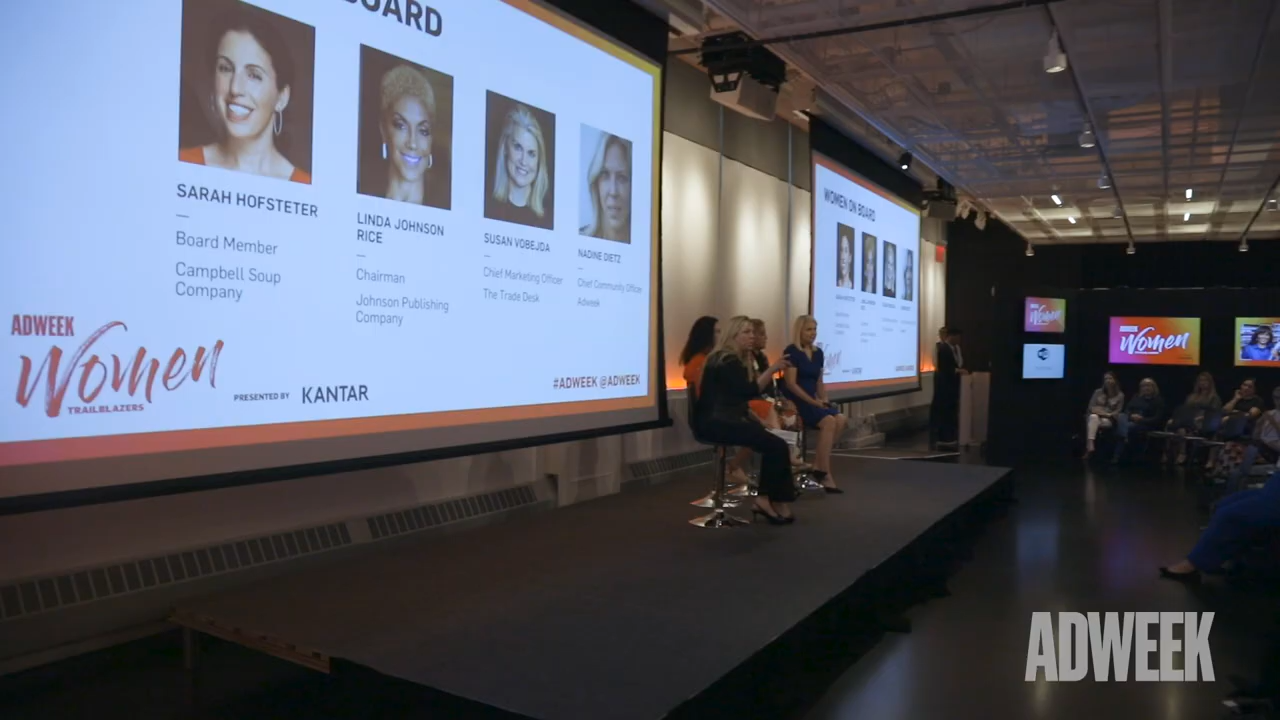 BOARD
SARAH HOFSTETER
Board Member
Campbell Soup
Company
LINDA JOHNSON
RICE
Chairman
Johnson Publishing
Company
SUSAN VOBEJDA
Chief Marketing Officer
The Trade Desk
NADINE DIETZ
Chief Community Officer
Adweek
ADWEEK
Women
TRAILBLAZERS
PRESENTED BY KANTAR
#ADWEEK @ADWEEK
WOMEN ON BOARD
Women
Women
ADWEEK